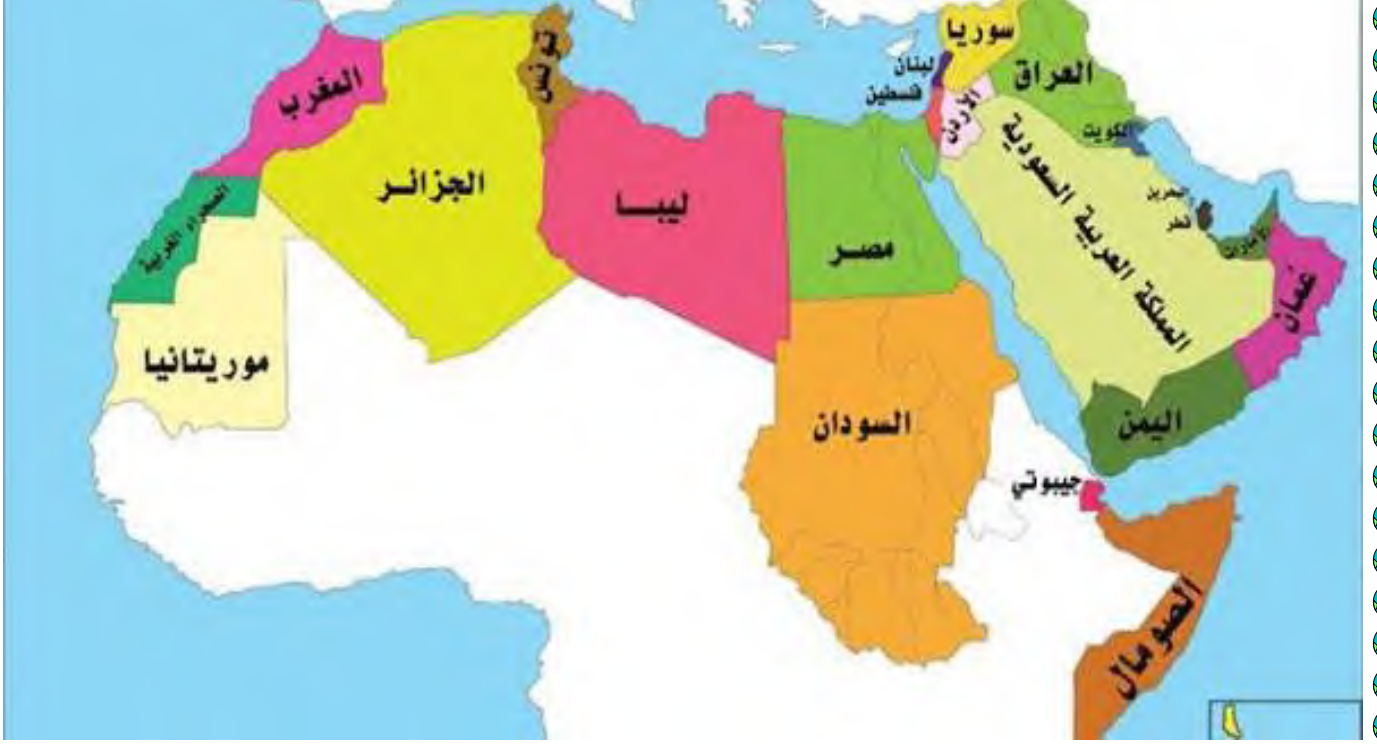 سوريا
لبنان
فلسطين
العراق
الأردن
الكويت
تونس
المغرب
الجزائر
ليبيا
مصر
المملكة العربية السعودية
البحرين
قطر
الإمارات
عمان
الصحراء الغربية
موريتانيا
السودان
اليمن
جيبوتي
الصومال